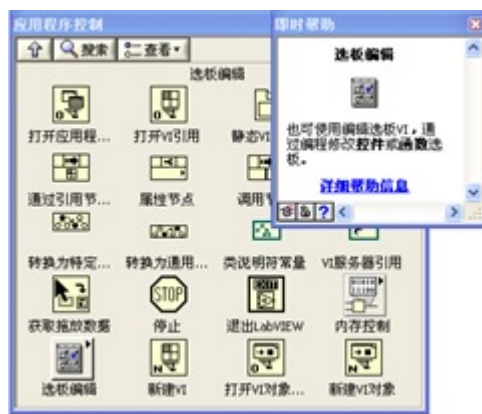 应用程序控制
搜索
查看
选板编辑
打开应用程...
打开VI引用
静态VI
通过引用节...
属性节点
调用节
转换为特定...
转换为通用...
类说明符常量
VI服务器引用
获取拖放数据
STOP
停止
EXIT
退出LabVIEW
内存控制
选板编辑
新建VI
打开VI对象...
新建VI对象
即时帮助
选板编辑
也可使用编辑选板VI，通
过编程修改控件或函数选
板。
详细帮助信息